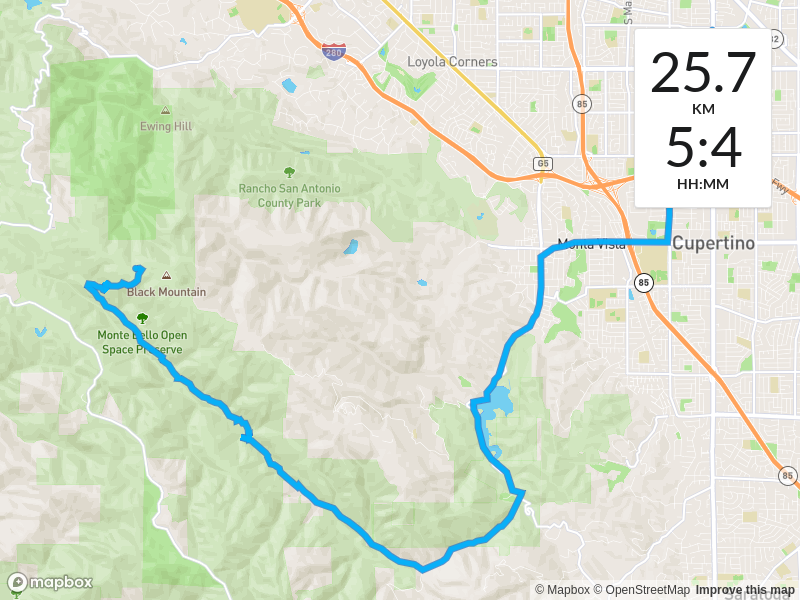 280
Loyola Corners
S Ma
82
25.7
KM
5:4
HH:MM
85
Ewing Hill
G5
Rancho San Antonio
County Park
Fwy
Monta Vista
Cupertino
85
Black Mountain
Monte Bello Open
Space Preserve
85
mapbox
© Mapbox © OpenStreetMap Improve this map
Saratoga